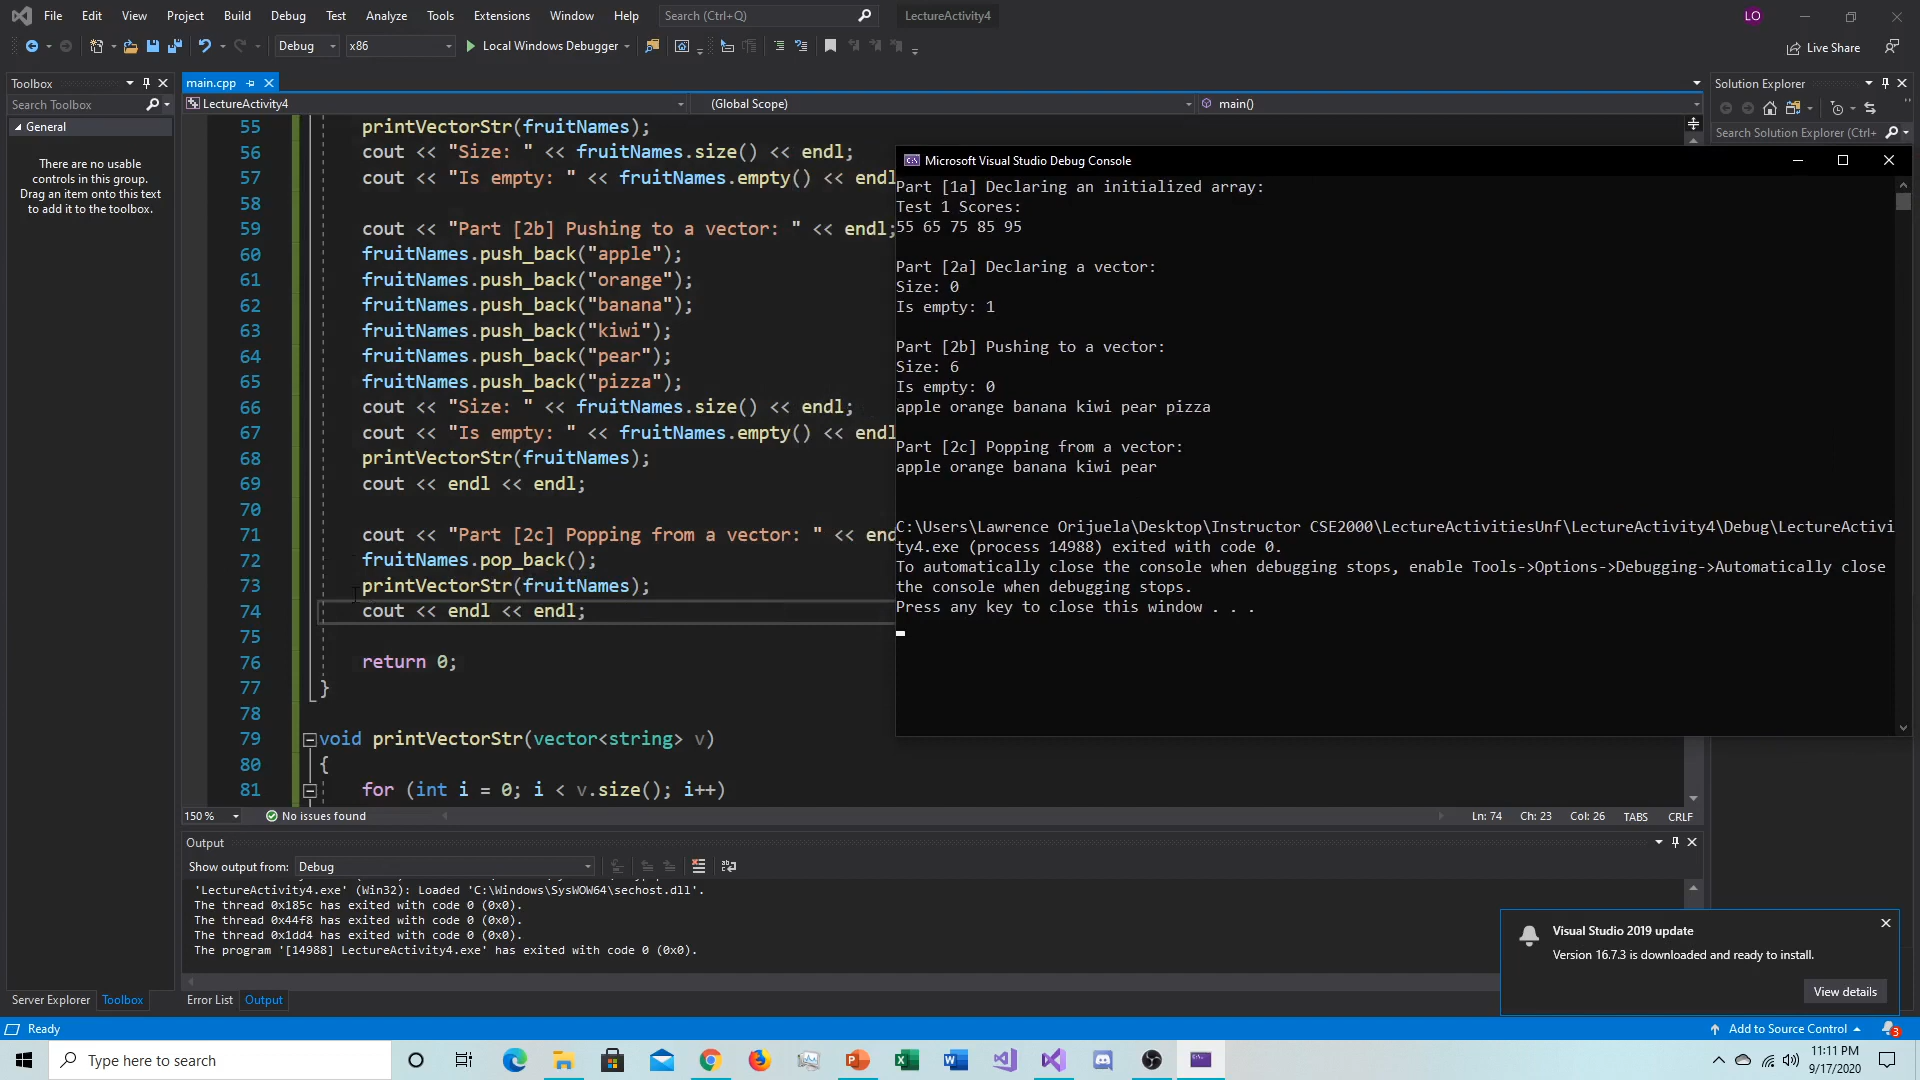 File Edit View Project Build Debug Test Analyze Tools Extensions Window Help Search (Ctrl+Q) LectureActivity4 LO
Debug x86 Local Windows Debugger Live Share
Toolbox
Search Toolbox
General
There are no usable
controls in this group.
Drag an item onto this text
to add it to the toolbox.
main.cpp
LectureActivity4 (Global Scope) main()
55 printVectorStr(fruitNames);
56 cout << "Size: " << fruitNames.size() << endl;
57 cout << "Is empty: " << fruitNames.empty() << endl
58
59 cout << "Part [2b] Pushing to a vector: " << endl;
60 fruitNames.push_back("apple");
61 fruitNames.push_back("orange");
62 fruitNames.push_back("banana");
63 fruitNames.push_back("kiwi");
64 fruitNames.push_back("pear");
65 fruitNames.push_back("pizza");
66 cout << "Size: " << fruitNames.size() << endl;
67 cout << "Is empty: " << fruitNames.empty() << endl
68 printVectorStr(fruitNames);
69 cout << endl << endl;
70
71 cout << "Part [2c] Popping from a vector: " << end
72 fruitNames.pop_back();
73 printVectorStr(fruitNames);
74 cout << endl << endl;
75
76 return 0;
77 }
78
79 void printVectorStr(vector<string> v)
80 {
81 for (int i = 0; i < v.size(); i++)
150 % No issues found Ln: 74 Ch: 23 Col: 26 TABS CRLF
Microsoft Visual Studio Debug Console
Part [1a] Declaring an initialized array:
Test 1 Scores:
55 65 75 85 95
Part [2a] Declaring a vector:
Size: 0
Is empty: 1
Part [2b] Pushing to a vector:
Size: 6
Is empty: 0
apple orange banana kiwi pear pizza
Part [2c] Popping from a vector:
apple orange banana kiwi pear
C:\Users\Lawrence Orijuela\Desktop\Instructor CSE2000\LectureActivitiesUnf\LectureActivity4\Debug\LectureActivi
ty4.exe (process 14988) exited with code 0.
To automatically close the console when debugging stops, enable Tools->Options->Debugging->Automatically close
the console when debugging stops.
Press any key to close this window . . .
Solution Explorer
Search Solution Explorer (Ctrl+
Output
Show output from: Debug
'LectureActivity4.exe' (Win32): Loaded 'C:\Windows\SysWOW64\sechost.dll'.
The thread 0x185c has exited with code 0 (0x0).
The thread 0x44f8 has exited with code 0 (0x0).
The thread 0x1dd4 has exited with code 0 (0x0).
The program '[14988] LectureActivity4.exe' has exited with code 0 (0x0).
Visual Studio 2019 update
Version 16.7.3 is downloaded and ready to install.
View details
Server Explorer Toolbox Error List Output
Ready Add to Source Control 3
Type here to search
11:11 PM
9/17/2020